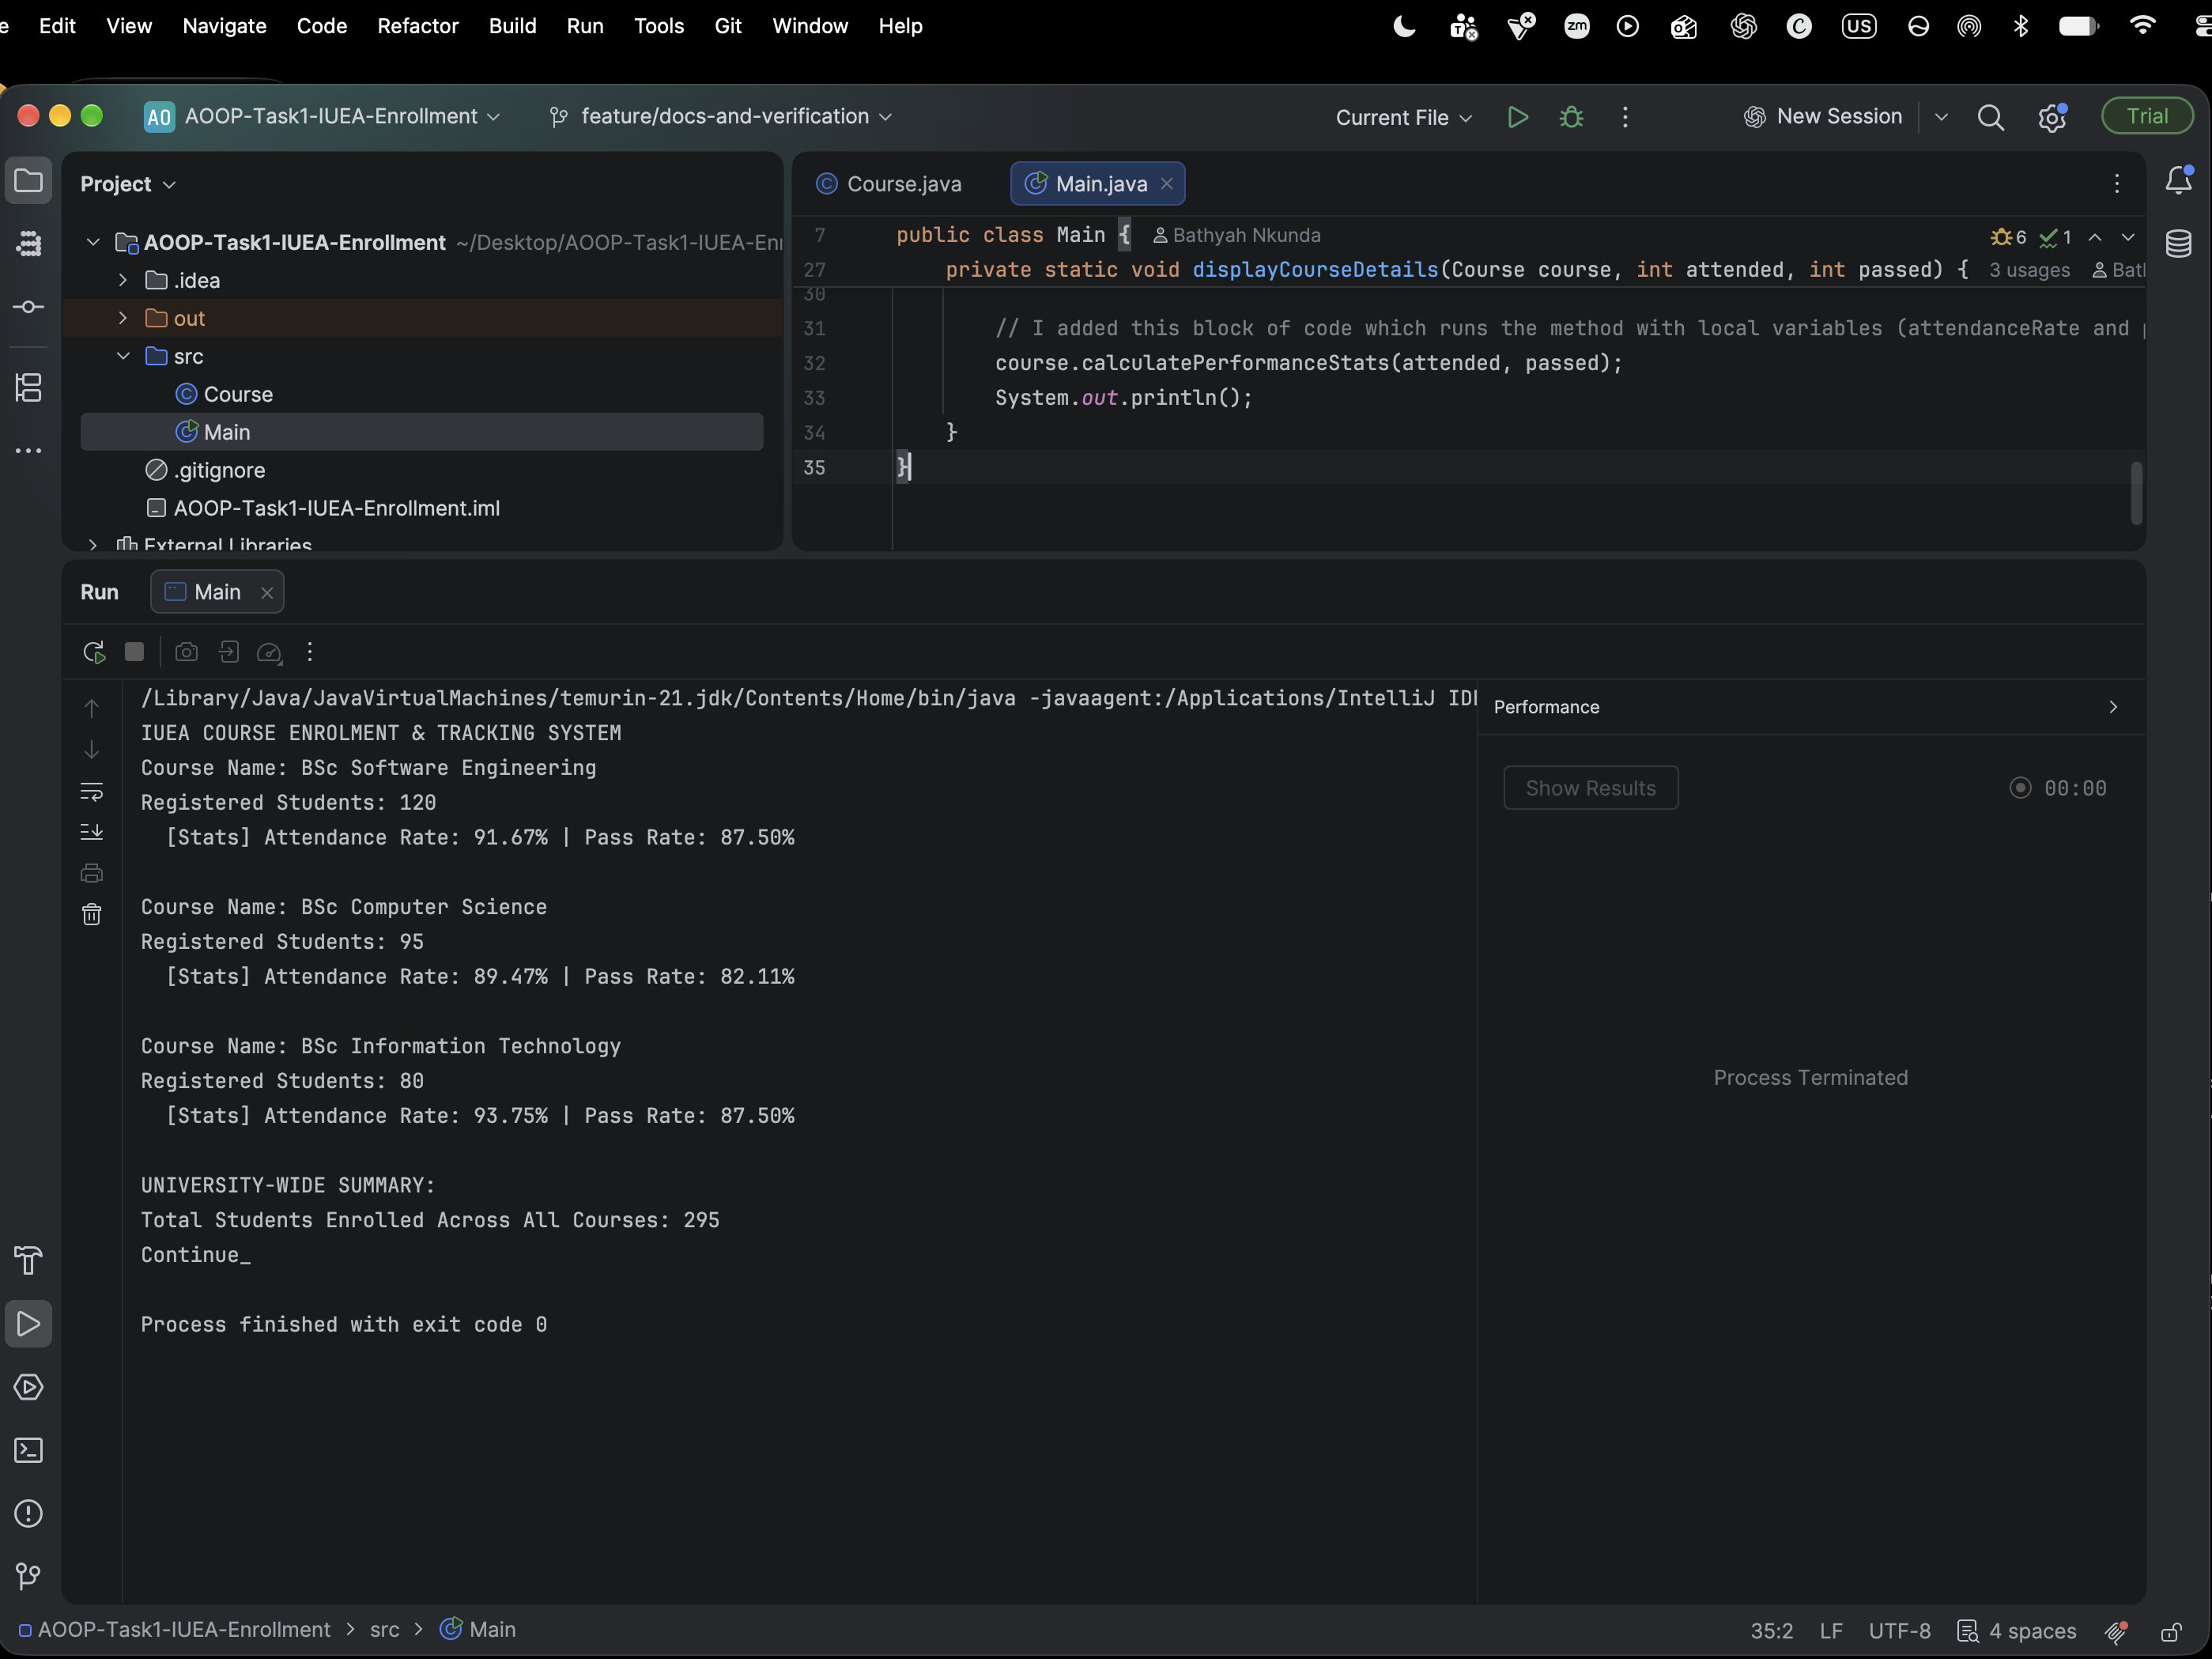 Edit View Navigate Code Refactor Build Run Tools Git Window Help
zm US
AO AOOP-Task1-IUEA-Enrollment feature/docs-and-verification Current File New Session Trial
Project
AOOP-Task1-IUEA-Enrollment ~/Desktop/AOOP-Task1-IUEA-Enr
.idea
out
src
Course
Main
.gitignore
AOOP-Task1-IUEA-Enrollment.iml
External Libraries
Course.java Main.java
7 public class Main { Bathyah Nkunda 6 1
27 private static void displayCourseDetails(Course course, int attended, int passed) { 3 usages Bat
30
31 // I added this block of code which runs the method with local variables (attendanceRate and
32 course.calculatePerformanceStats(attended, passed);
33 System.out.println();
34 }
35 }
Run Main
/Library/Java/JavaVirtualMachines/temurin-21.jdk/Contents/Home/bin/java -javaagent:/Applications/IntelliJ ID
IUEA COURSE ENROLMENT & TRACKING SYSTEM
Course Name: BSc Software Engineering
Registered Students: 120
[Stats] Attendance Rate: 91.67% | Pass Rate: 87.50%
Course Name: BSc Computer Science
Registered Students: 95
[Stats] Attendance Rate: 89.47% | Pass Rate: 82.11%
Course Name: BSc Information Technology
Registered Students: 80
[Stats] Attendance Rate: 93.75% | Pass Rate: 87.50%
UNIVERSITY-WIDE SUMMARY:
Total Students Enrolled Across All Courses: 295
Continue_
Process finished with exit code 0
Performance
Show Results 00:00
Process Terminated
AOOP-Task1-IUEA-Enrollment > src > Main 35:2 LF UTF-8 4 spaces